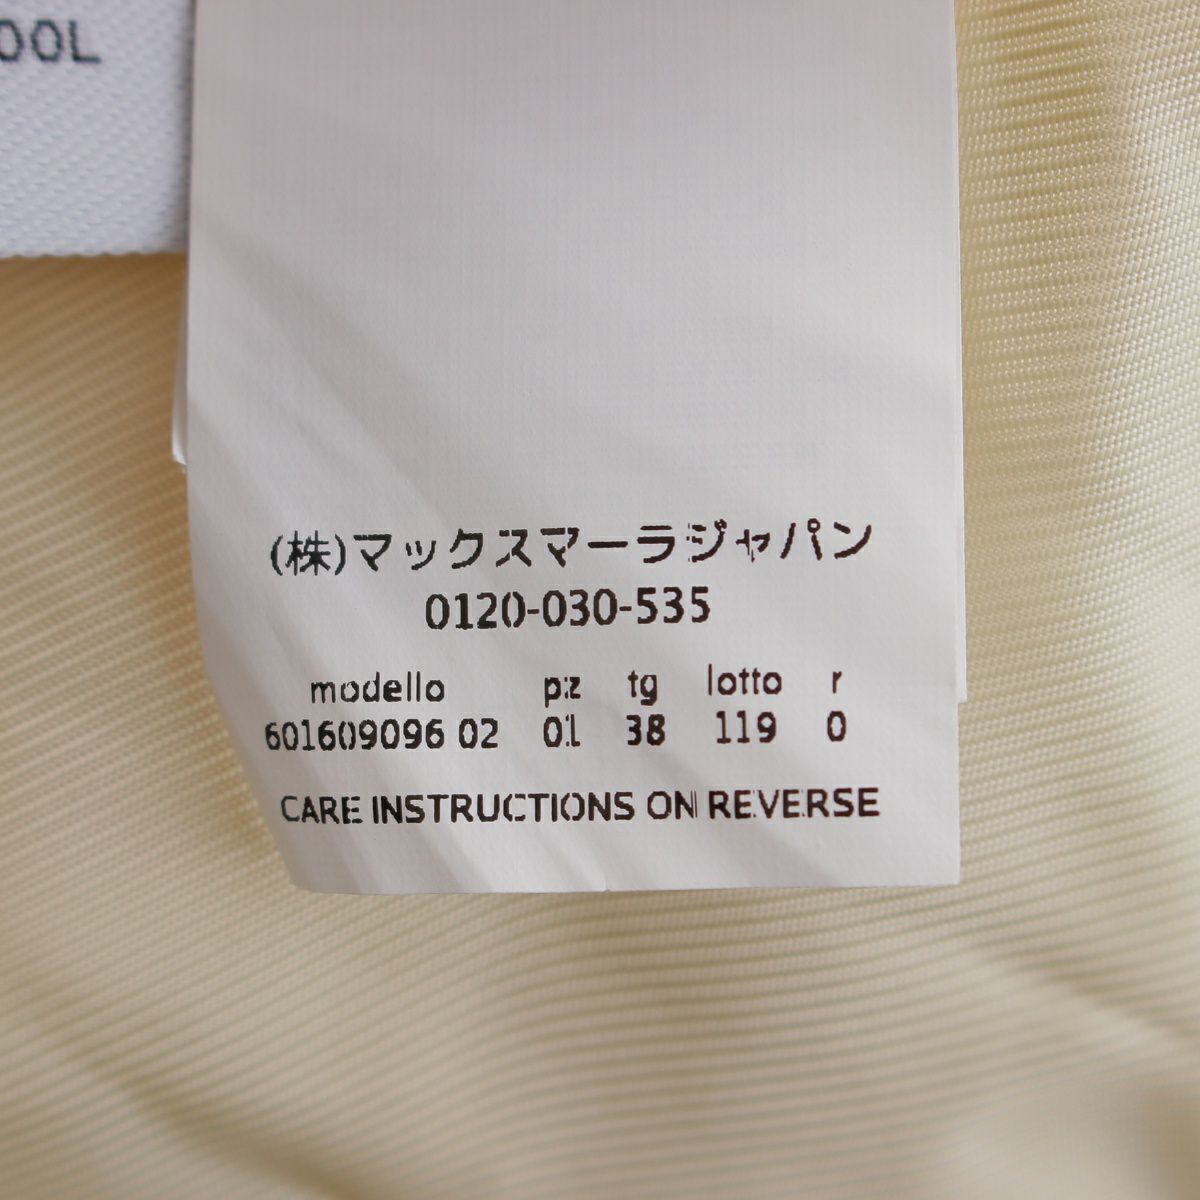 OOL
(株)マックスマーラジャパン
0120-030-535
modello pz tg lotto r
601609096 02 01 38 119 0
CARE INSTRUCTIONS ON REVERSE